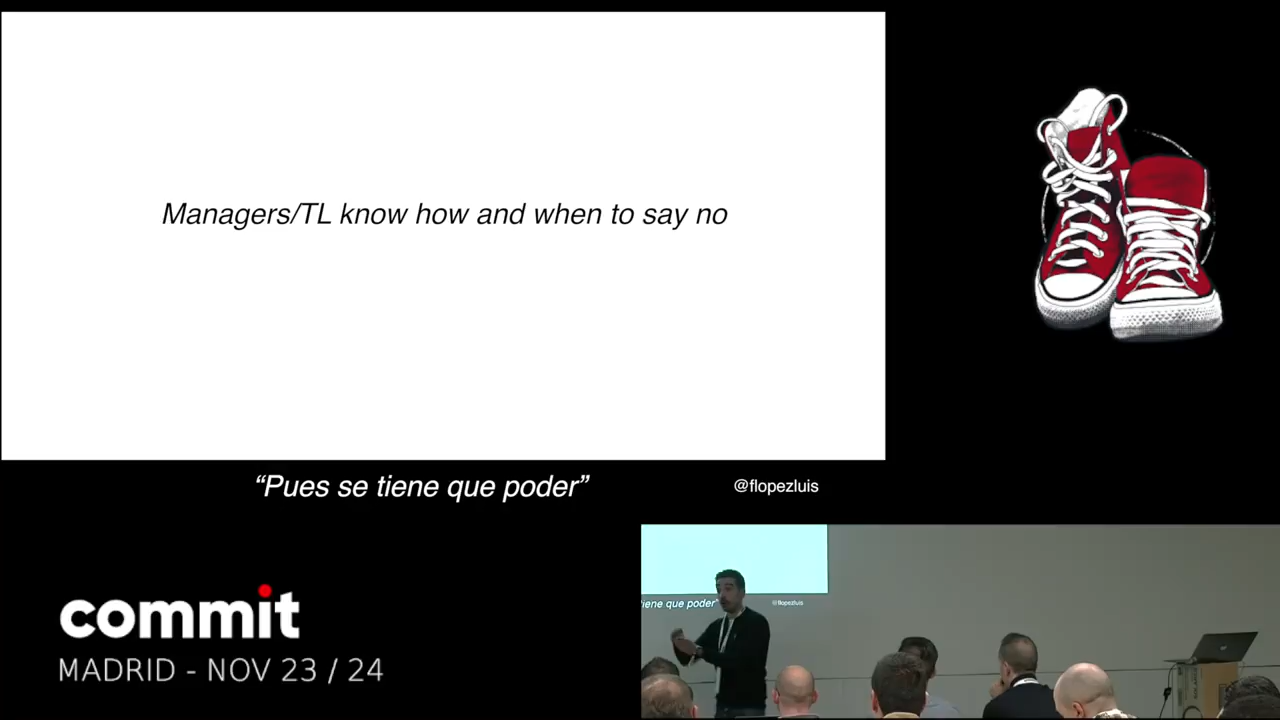 Managers/TL know how and when to say no
“Pues se tiene que poder”
@flopezluis
commit
MADRID - NOV 23 / 24
iene que poder”
@flopezluis